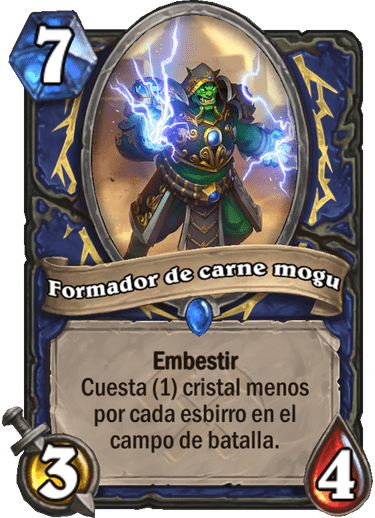 7
Formador de carne mogu
Embestir
Cuesta (1) cristal menos
por cada esbirro en el
campo de batalla.
3
4